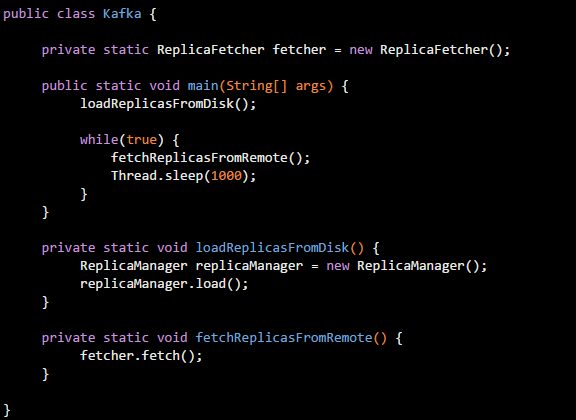 public class Kafka {
private static ReplicaFetcher fetcher = new ReplicaFetcher();
public static void main(String[] args) {
loadReplicasFromDisk();
while(true) {
fetchReplicasFromRemote();
Thread.sleep(1000);
}
}
private static void loadReplicasFromDisk() {
ReplicaManager replicaManager = new ReplicaManager();
replicaManager.load();
}
private static void fetchReplicasFromRemote() {
fetcher.fetch();
}
}